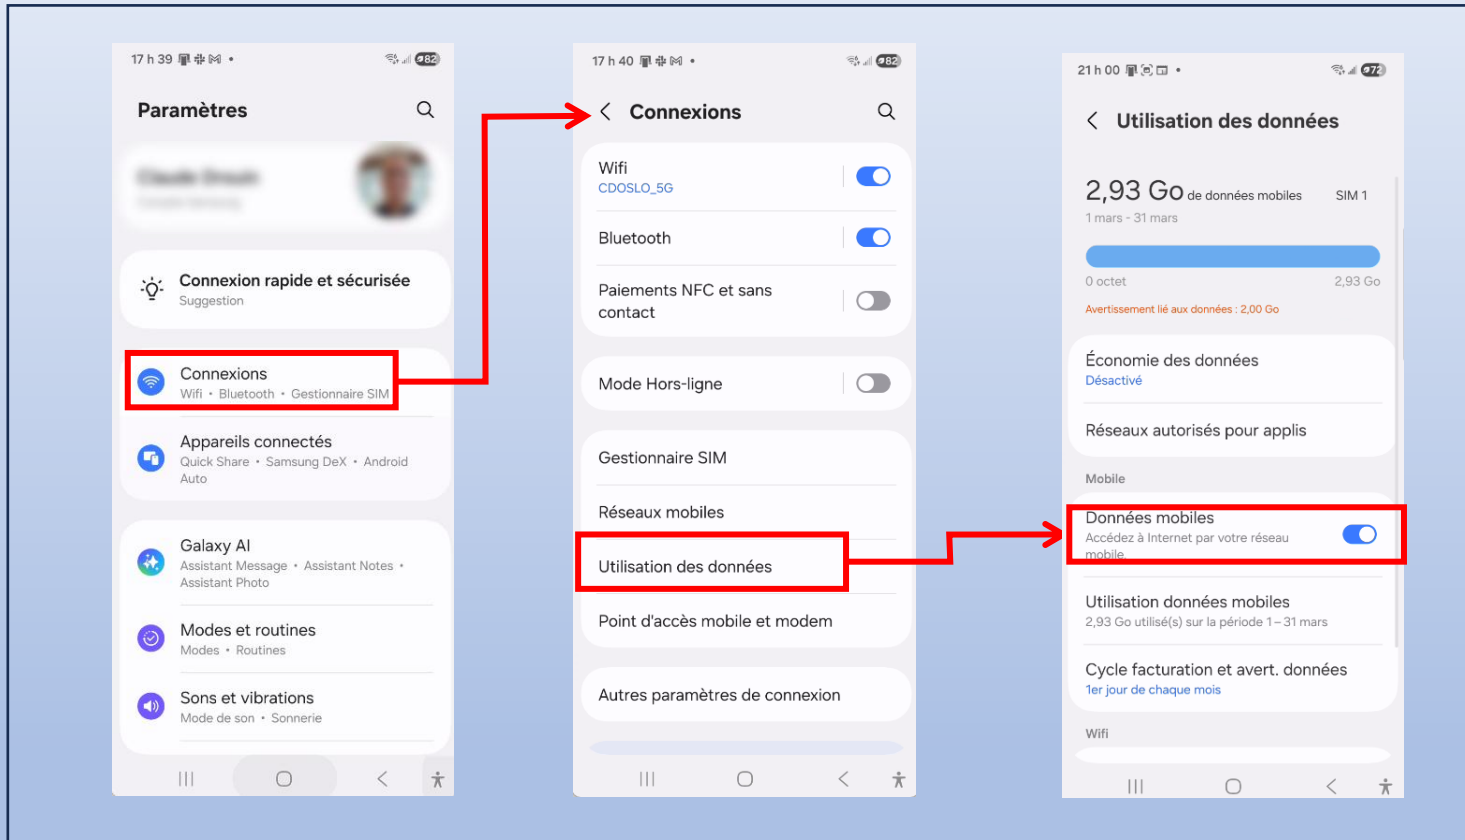 17 h 39
82
Paramètres
Connexion rapide et sécurisée
Suggestion
Connexions
Wifi • Bluetooth • Gestionnaire SIM
Appareils connectés
Quick Share • Samsung DeX • Android
Auto
Galaxy AI
Assistant Message • Assistant Notes •
Assistant Photo
Modes et routines
Modes • Routines
Sons et vibrations
Mode de son • Sonnerie
17 h 40
82
Connexions
Wifi
CDOSLO_5G
Bluetooth
Paiements NFC et sans
contact
Mode Hors-ligne
Gestionnaire SIM
Réseaux mobiles
Utilisation des données
Point d'accès mobile et modem
Autres paramètres de connexion
21 h 00
72
Utilisation des données
2,93 Go de données mobiles SIM 1
1 mars - 31 mars
0 octet 2,93 Go
Avertissement lié aux données : 2,00 Go
Économie des données
Désactivé
Réseaux autorisés pour applis
Mobile
Données mobiles
Accédez à Internet par votre réseau
mobile.
Utilisation données mobiles
2,93 Go utilisé(s) sur la période 1 – 31 mars
Cycle facturation et avert. données
1er jour de chaque mois
Wifi